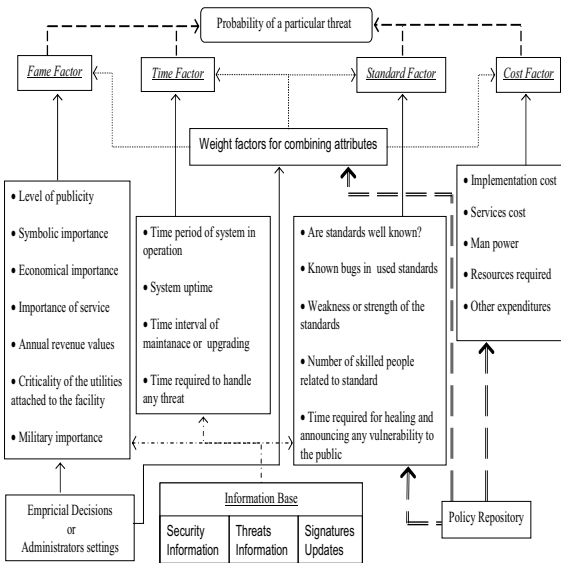 Probability of a particular threat
Fame Factor
Time Factor
Standard Factor
Cost Factor
Weight factors for combining attributes
• Level of publicity
• Symbolic importance
• Economical importance
• Importance of service
• Annual revenue values
• Criticality of the utilities
attached to the facility
• Military importance
• Time period of system in
operation
• System uptime
• Time interval of
maintanace or upgrading
• Time required to handle
any threat
• Are standards well known?
• Known bugs in used standards
• Weakness or strength of the
standards
• Number of skilled people
related to standard
• Time required for healing and
announcing any vulnerability to
the public
• Implementation cost
• Services cost
• Man power
• Resources required
• Other expenditures
Empricial Decisions
or
Administrators settings
Information Base
Security
Information
Threats
Information
Signatures
Updates
Policy Repository